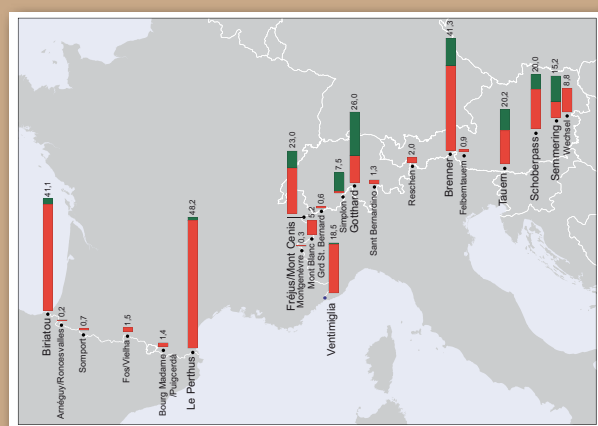 Biriatou
41,1
Arnéguy/Roncesvalles
0,2
Somport
0,7
Fos/Vielha
1,5
Bourg Madame
/Puigcerdà
1,4
Le Perthus
48,2
Fréjus/Mont Cenis
23,0
Montgenèvre
0,3
Mont Blanc
5,2
Grd St. Bernard
0,6
Ventimiglia
18,5
Simplon
7,5
Gotthard
26,0
Sant Bernardino
1,3
Reschen
2,0
Brenner
41,3
Felberntauern
0,9
Tauern
20,2
Schoberpass
20,0
Semmering
15,2
Wechsel
8,8